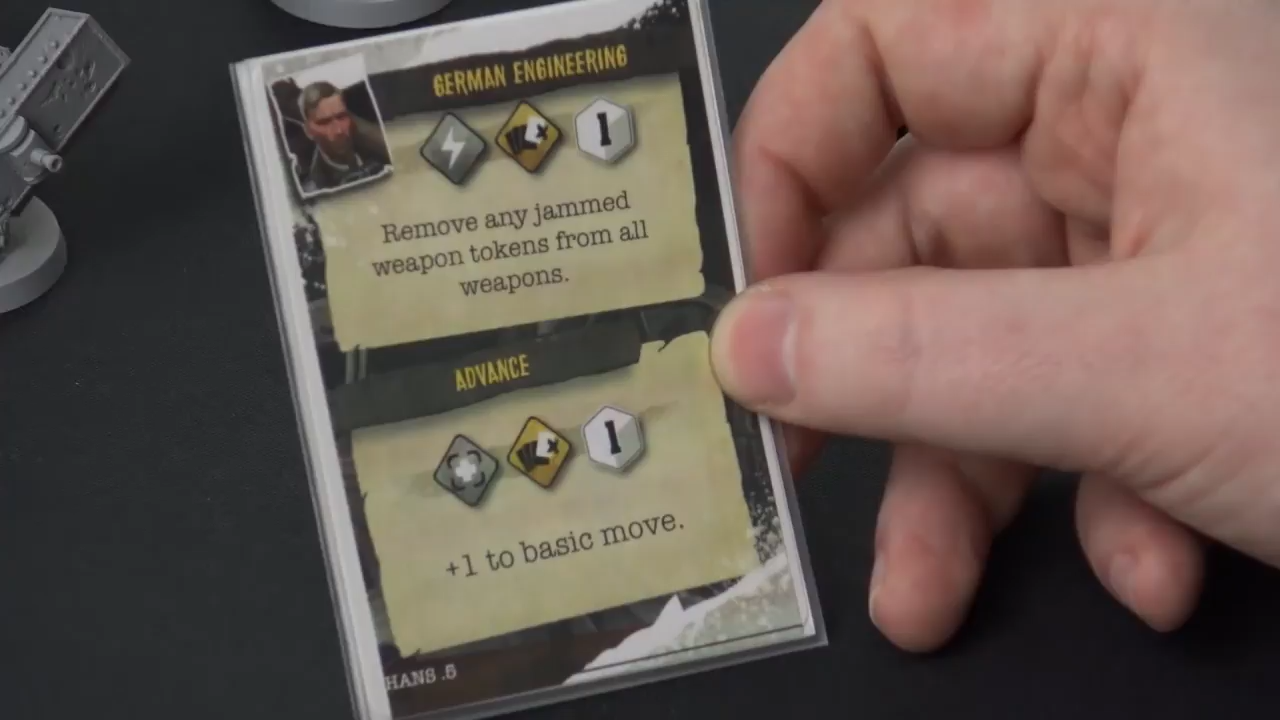 GERMAN ENGINEERING
1
Remove any jammed
weapon tokens from all
weapons.
ADVANCE
1
+1 to basic move.
HANS .5